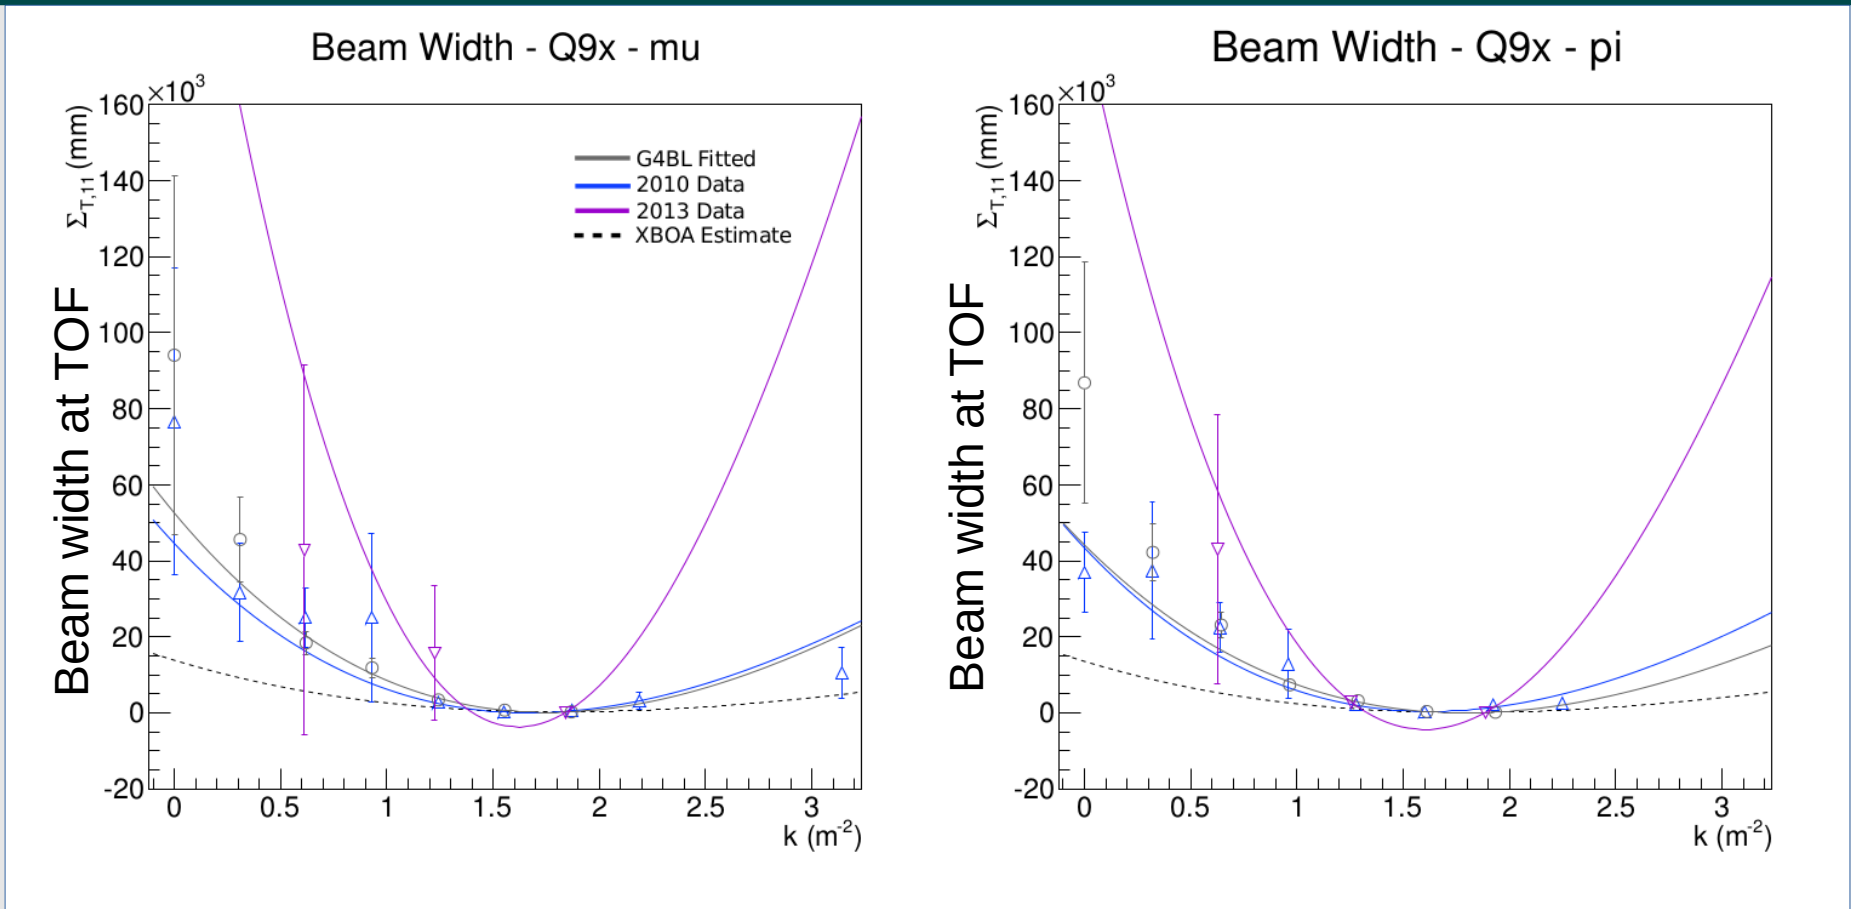 Beam Width - Q9x - mu
×10³
Σ_T,11 (mm)
Beam width at TOF
160
140
120
100
80
60
40
20
0
-20
G4BL Fitted
2010 Data
2013 Data
XBOA Estimate
0 0.5 1 1.5 2 2.5 3
k (m⁻²)
Beam Width - Q9x - pi
×10³
Σ_T,11 (mm)
Beam width at TOF
160
140
120
100
80
60
40
20
0
-20
0 0.5 1 1.5 2 2.5 3
k (m⁻²)